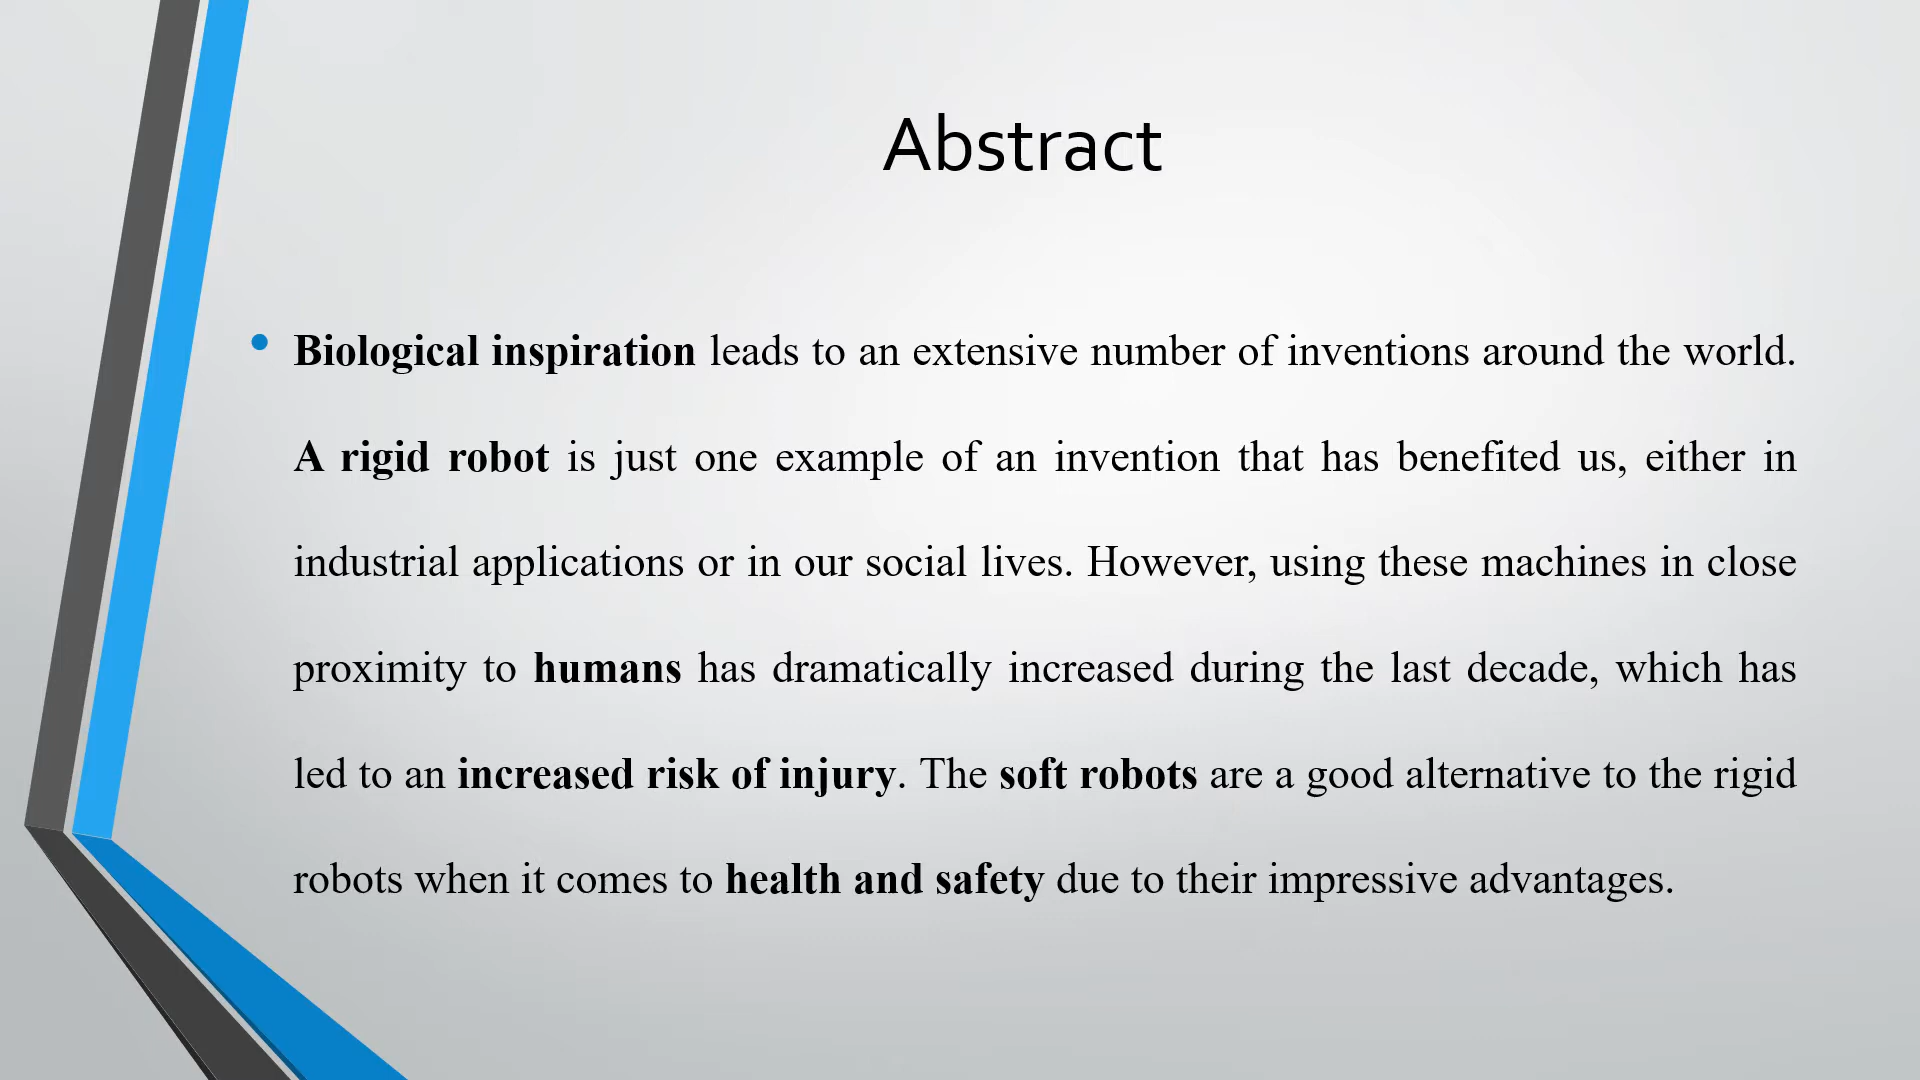 Abstract
• Biological inspiration leads to an extensive number of inventions around the world.
A rigid robot is just one example of an invention that has benefited us, either in
industrial applications or in our social lives. However, using these machines in close
proximity to humans has dramatically increased during the last decade, which has
led to an increased risk of injury. The soft robots are a good alternative to the rigid
robots when it comes to health and safety due to their impressive advantages.